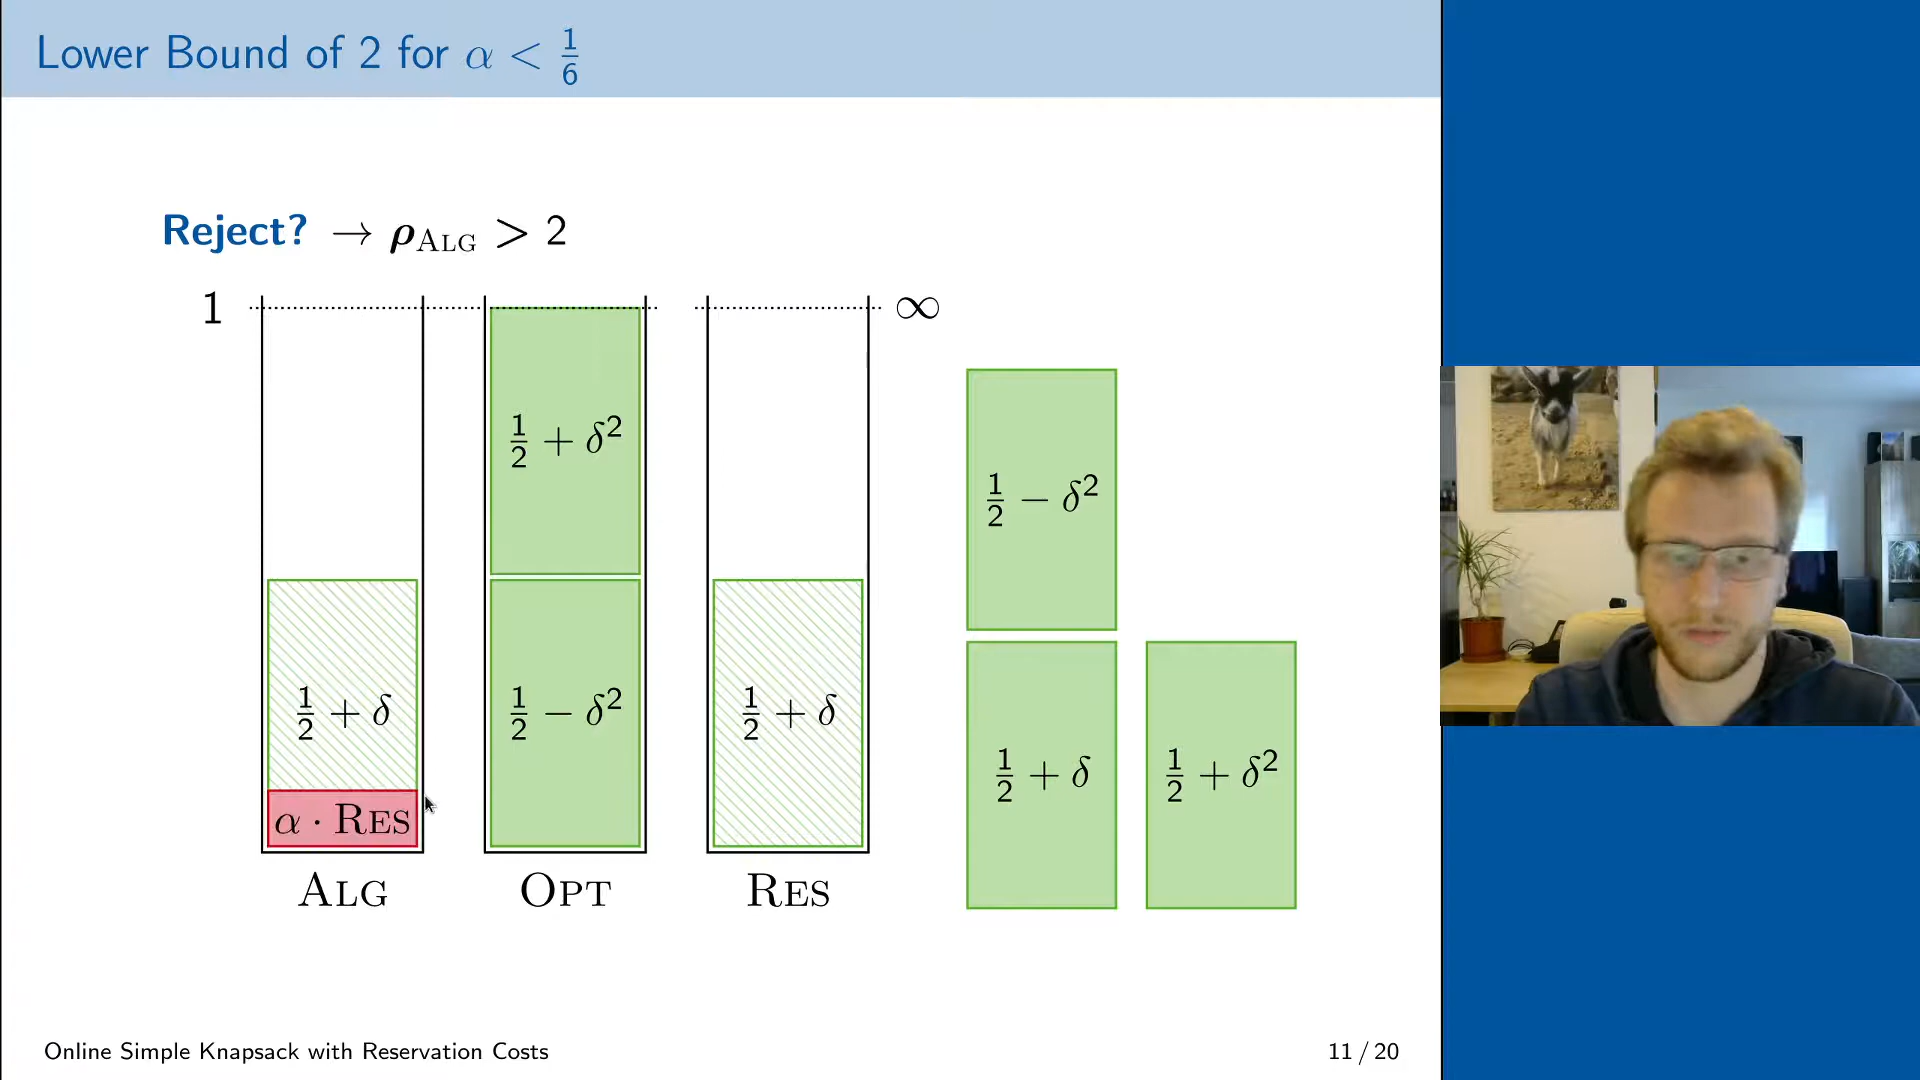 Lower Bound of 2 for α < 1/6
Reject? → ρ_ALG > 2
1
∞
1/2 + δ²
1/2 − δ²
1/2 + δ
1/2 − δ²
1/2 + δ
1/2 + δ
1/2 + δ²
α · RES
ALG
OPT
RES
Online Simple Knapsack with Reservation Costs
11 / 20